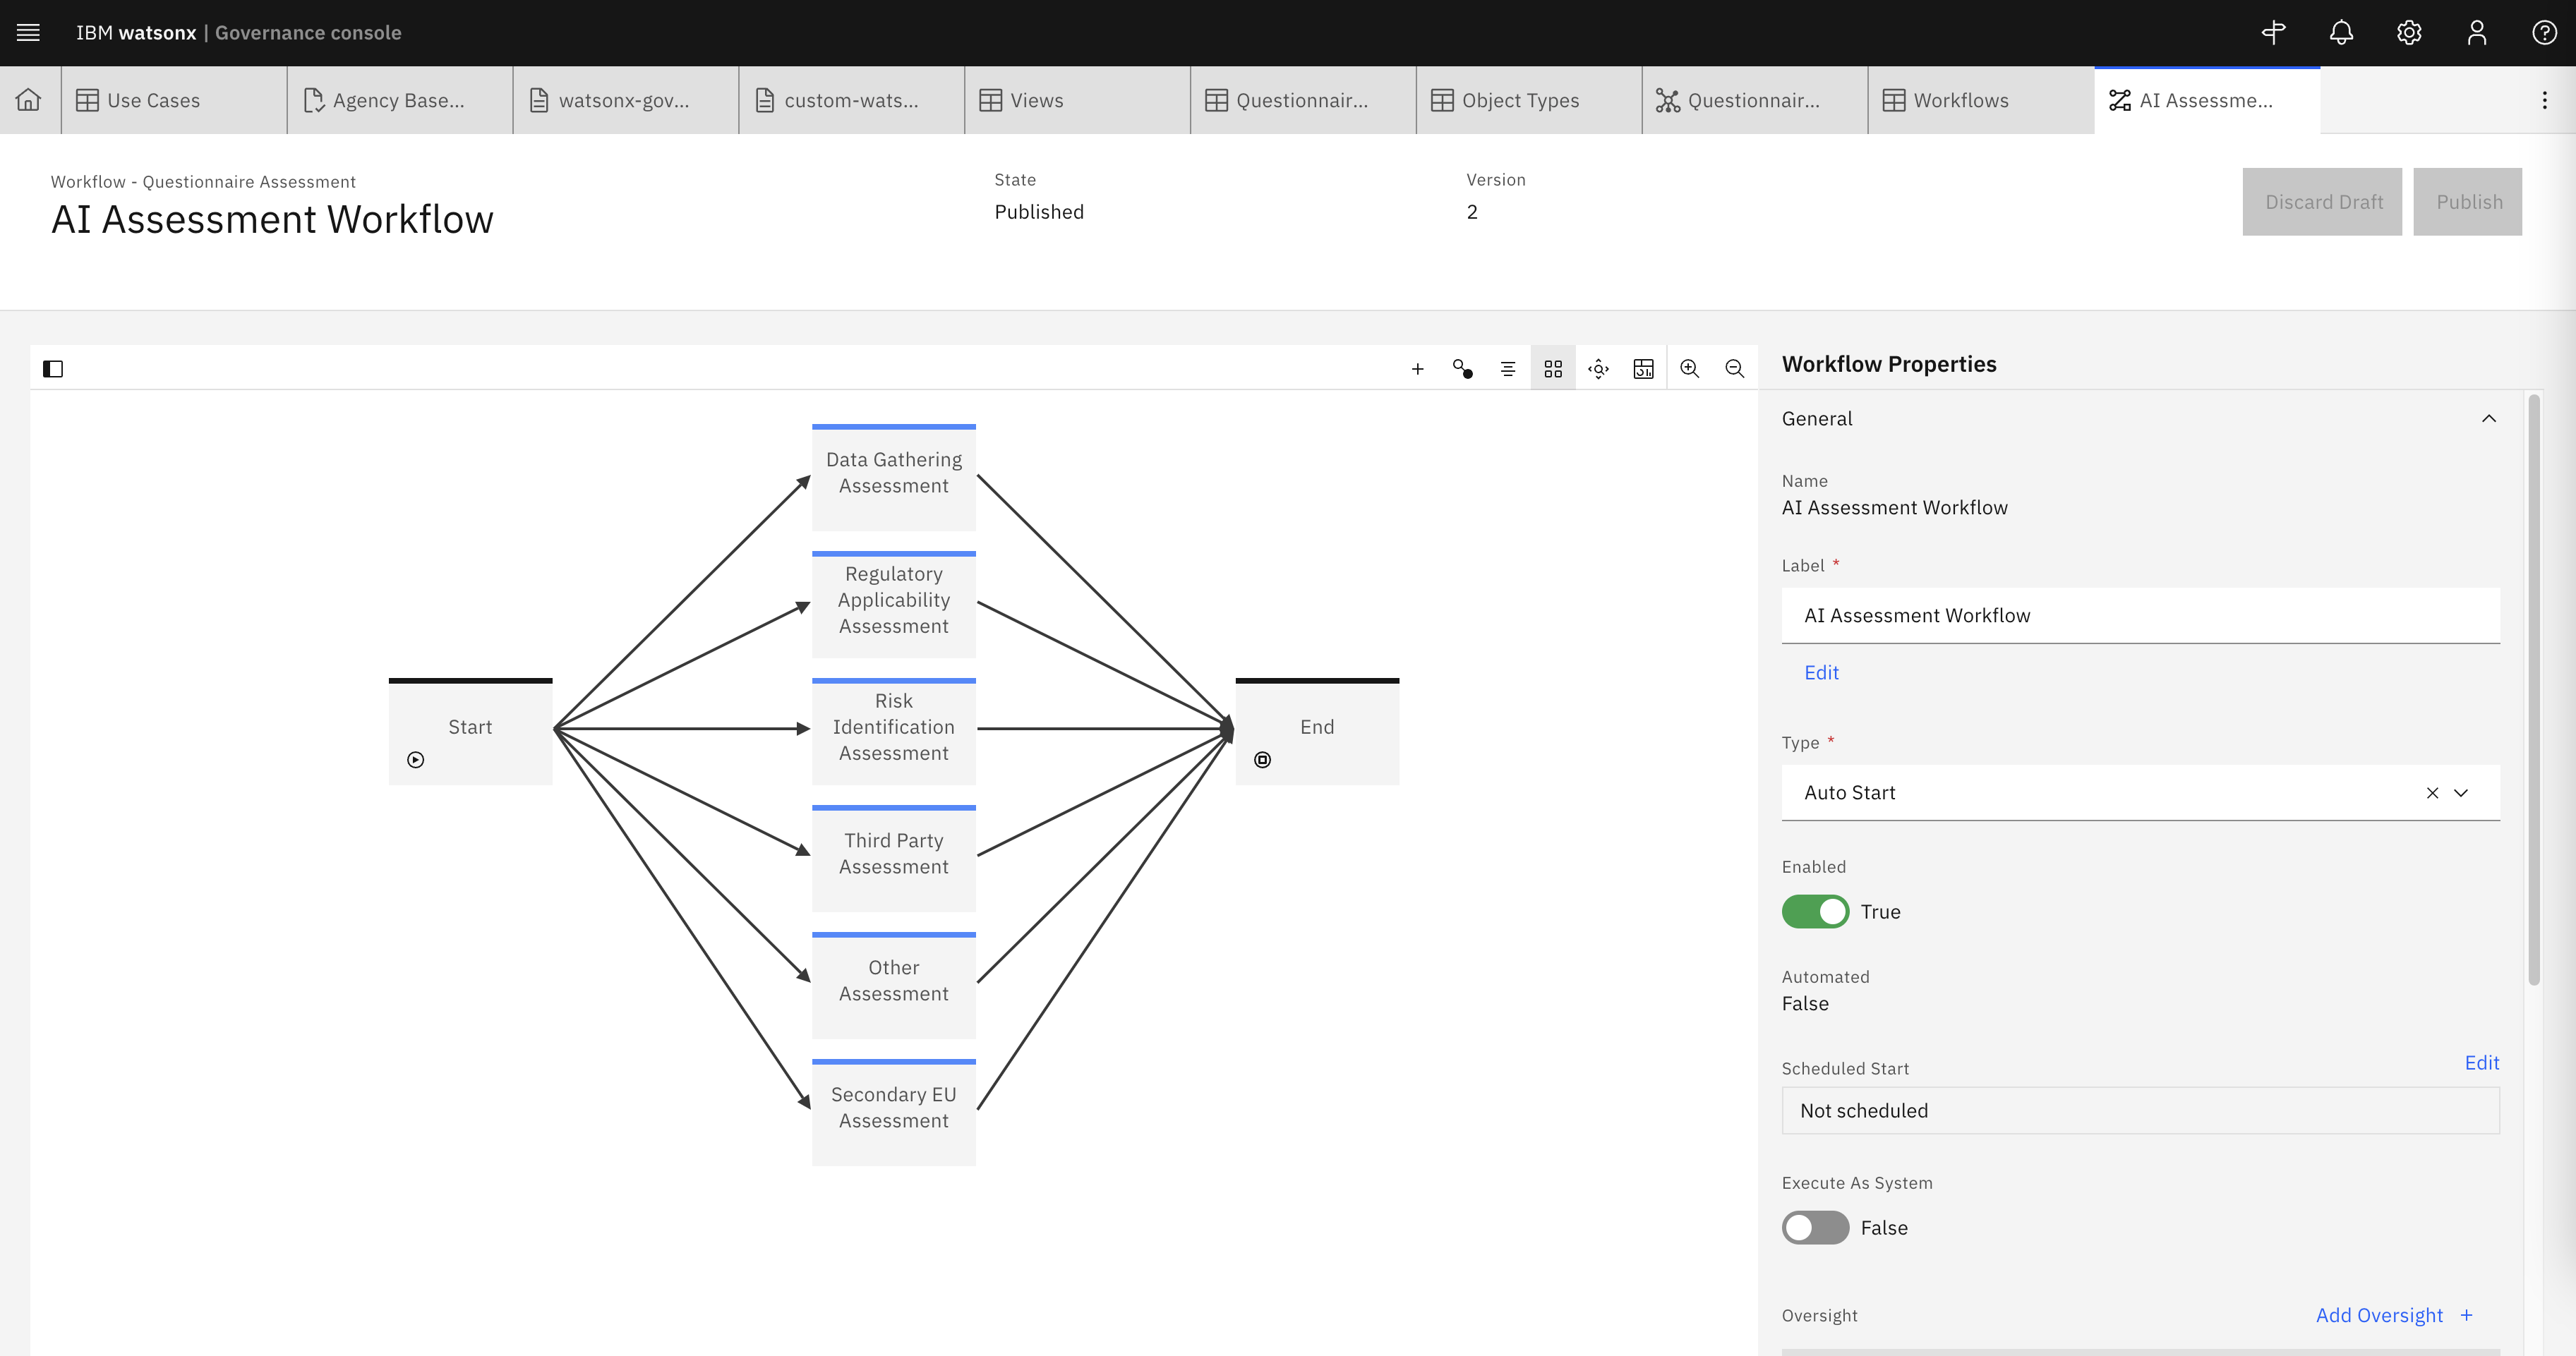 IBM watsonx | Governance console
Use Cases
Agency Base...
watsonx-gov...
custom-wats...
Views
Questionnair...
Object Types
Questionnair...
Workflows
AI Assessme...
Workflow - Questionnaire Assessment
AI Assessment Workflow
State
Published
Version
2
Discard Draft
Publish
Data Gathering
Assessment
Regulatory
Applicability
Assessment
Start
Risk
Identification
Assessment
End
Third Party
Assessment
Other
Assessment
Secondary EU
Assessment
Workflow Properties
General
Name
AI Assessment Workflow
Label *
AI Assessment Workflow
Edit
Type *
Auto Start
Enabled
True
Automated
False
Scheduled Start
Edit
Not scheduled
Execute As System
False
Oversight
Add Oversight +